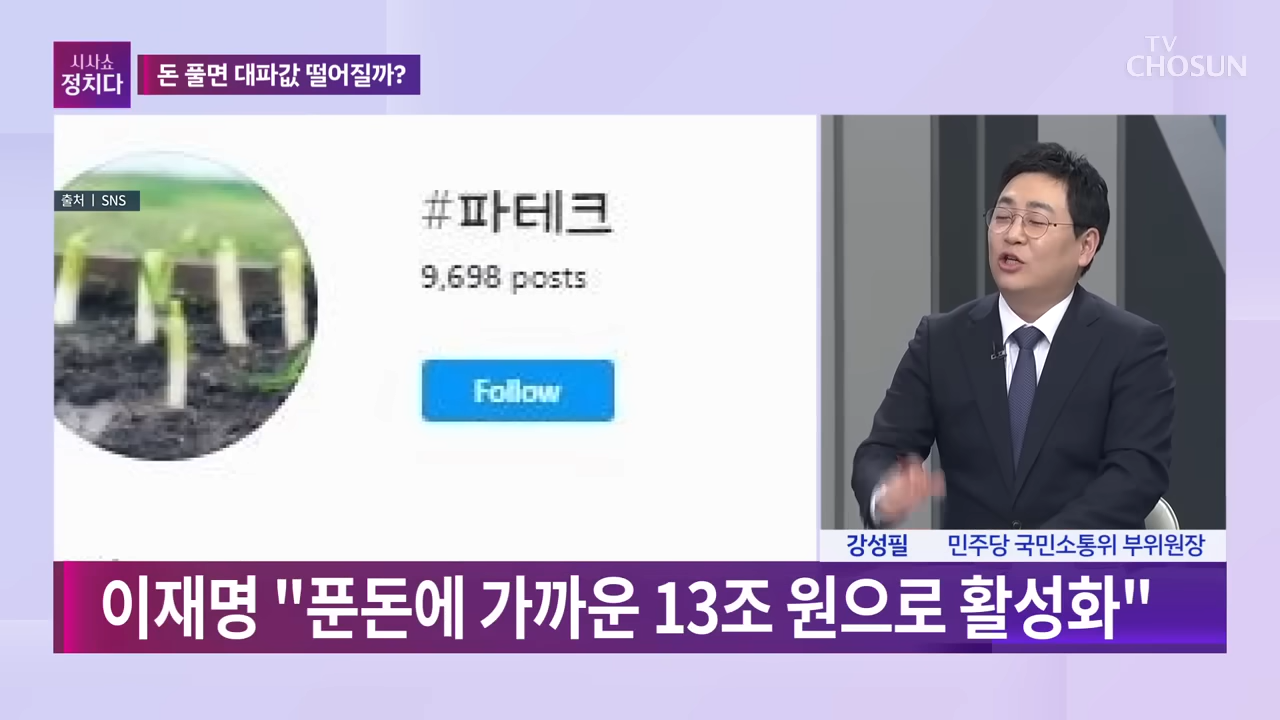 시사쇼
정치다
돈 풀면 대파값 떨어질까?
TV
CHOSUN
출처 | SNS
#파테크
9,698 posts
Follow
강성필 민주당 국민소통위 부위원장
이재명 "푼돈에 가까운 13조 원으로 활성화"